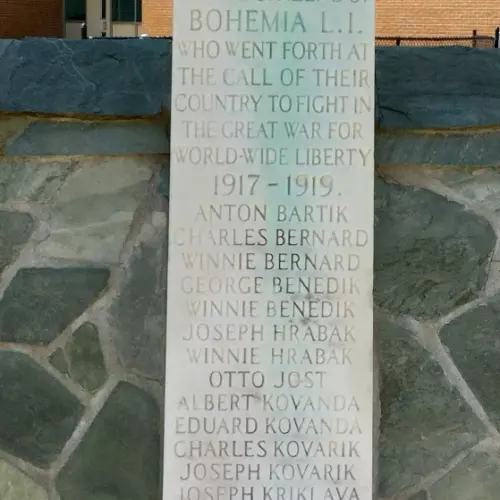 BOHEMIA L.I.
WHO WENT FORTH AT
THE CALL OF THEIR
COUNTRY TO FIGHT IN
THE GREAT WAR FOR
WORLD-WIDE LIBERTY
1917-1919.
ANTON BARTIK
CHARLES BERNARD
WINNIE BERNARD
GEORGE BENEDIK
WINNIE BENEDIK
JOSEPH HRABAK
WINNIE HRABAK
OTTO JOST
ALBERT KOVANDA
EDUARD KOVANDA
CHARLES KOVARIK
JOSEPH KOVARIK
JOSEPH KRIKLAVA